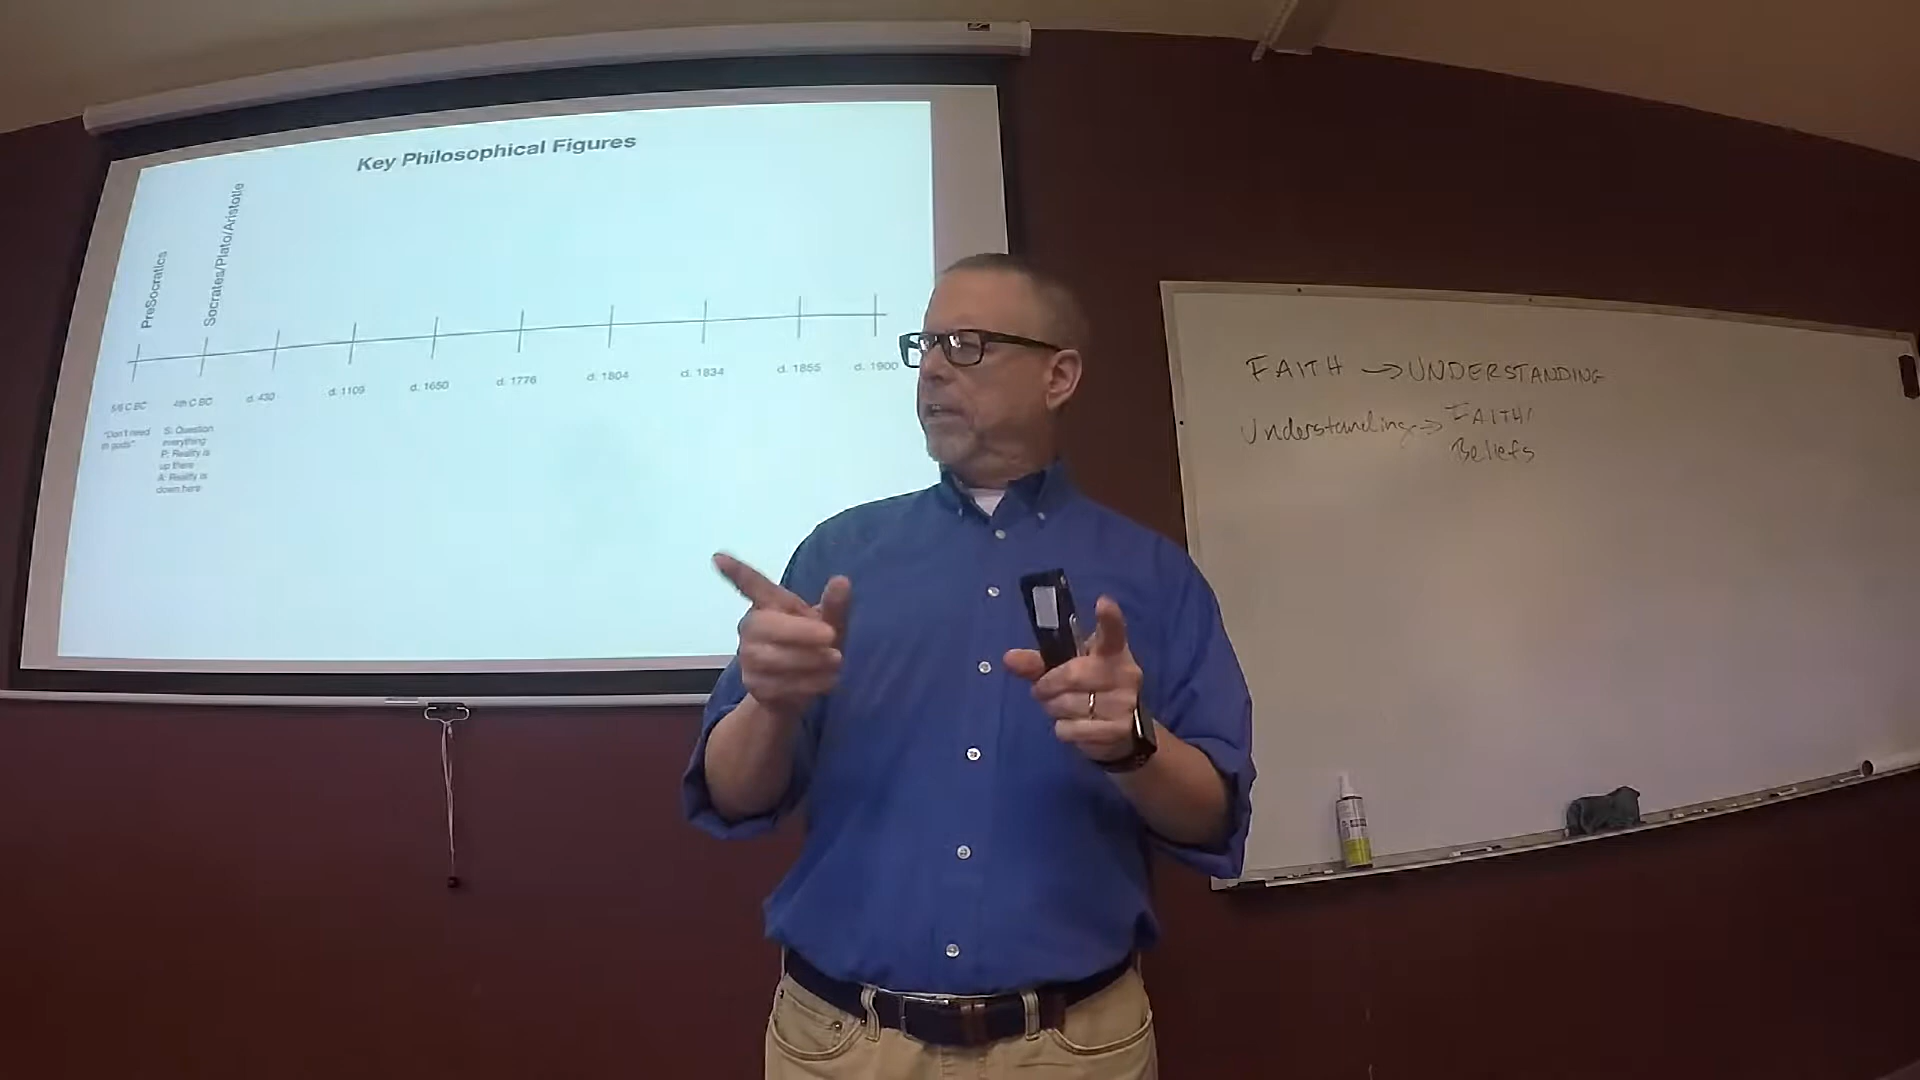 Key Philosophical Figures
PreSocratics
Socrates/Plato/Aristotle
5/6 C BC
4th C BC
d. 430
d. 1109
d. 1650
d. 1776
d. 1804
d. 1834
d. 1855
d. 1900
"Don't need
m gods"
S: Question
everything
P: Reality is
up there
A: Reality is
down here
FAITH → UNDERSTANDING
Understanding → FAITH/
Beliefs